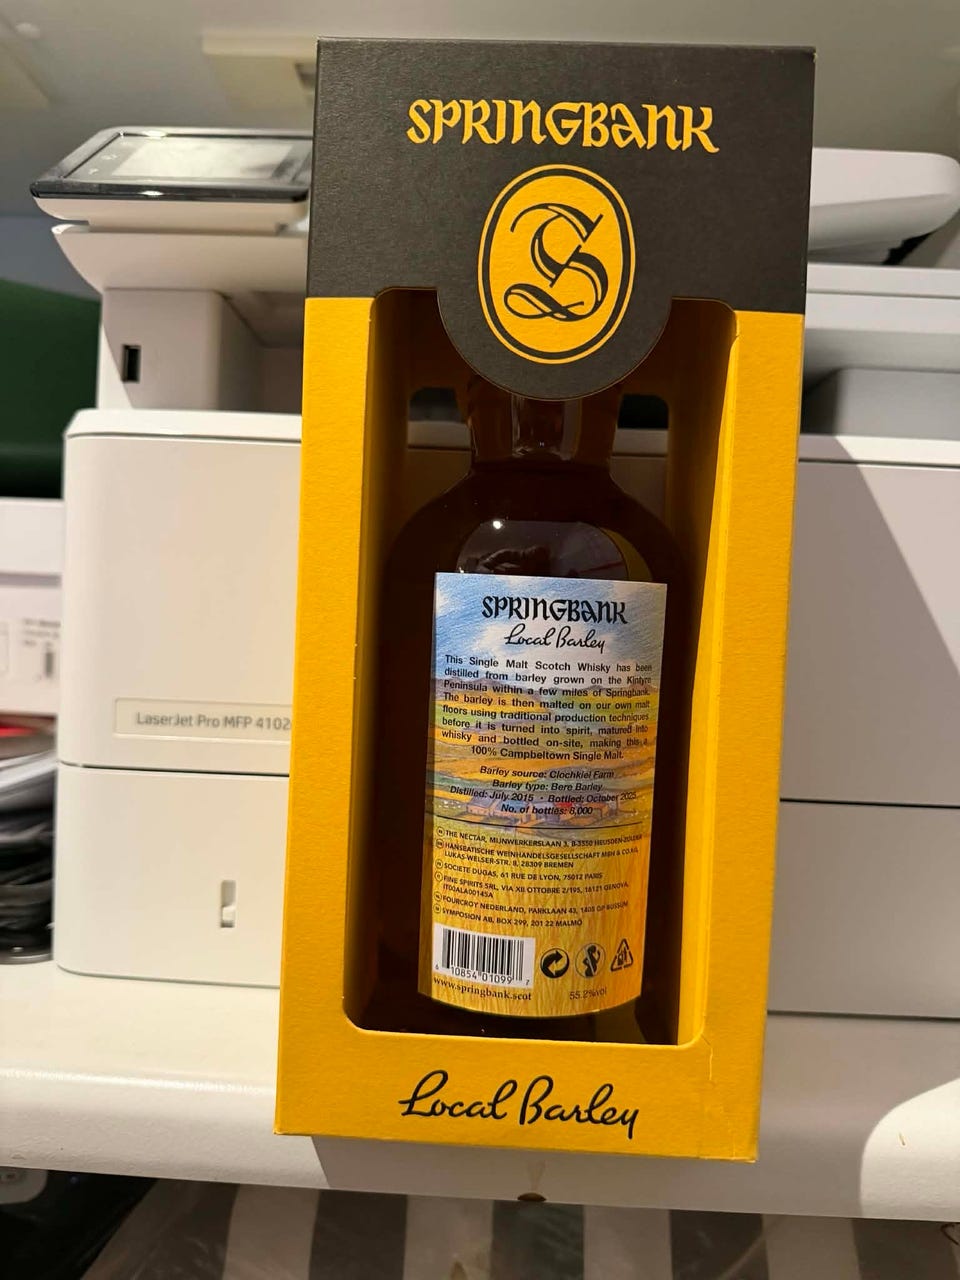 SPRINGBANK
S
SPRINGBANK
Local Barley
This Single Malt Scotch Whisky has been
distilled from barley grown on the Kintyre
Peninsula within a few miles of Springbank.
The barley is then malted on our own malt
floors using traditional production techniques
before it is turned into spirit, matured into
whisky and bottled on-site, making this a
100% Campbeltown Single Malt.
Barley source: Clochkiel Farm
Barley type: Bere Barley
Distilled: July 2015 · Bottled: October 2025
No. of bottles: 8,000
THE NECTAR, MIJNWERKERSLAAN 3, B-3550 HEUSDEN-ZOLDER
HANSEATISCHE WEINHANDELSGESELLSCHAFT MBH & CO.KG,
LUKAS-WELSER-STR. 8, 28309 BREMEN
SOCIETE DUGAS, 61 RUE DE LYON, 75012 PARIS
FINE SPIRITS SRL, VIA XII OTTOBRE 2/195, 16121 GENOVA
IT00ALA00145A
FOURCROY NEDERLAND, PARKLAAN 43, 1405 GP BUSSUM
SYMPOSION AB, BOX 299, 201 22 MALMÖ
6 10854 01099 7
www.springbank.scot
55.2%vol
Local Barley
LaserJet Pro MFP 4102